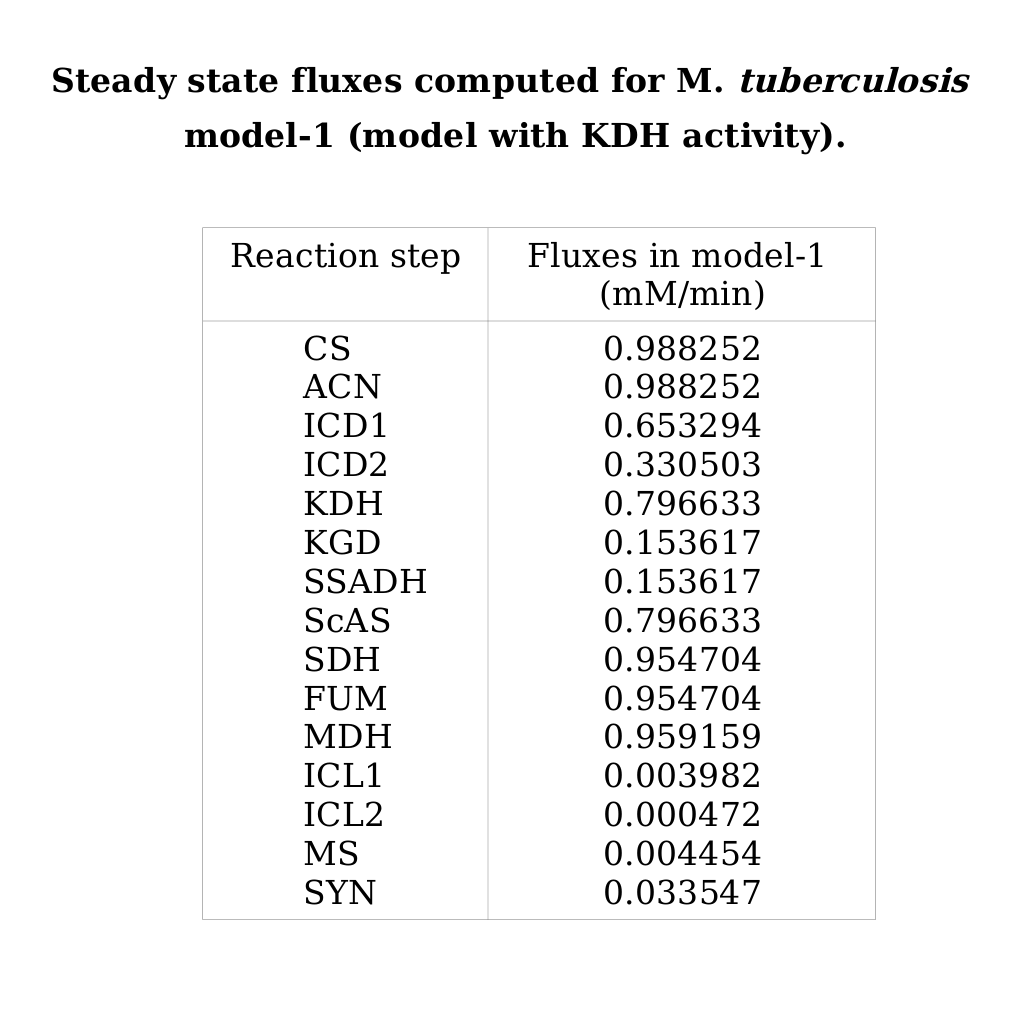 Steady state fluxes computed for M. tuberculosis
model-1 (model with KDH activity).
Reaction step Fluxes in model-1
(mM/min)
CS 0.988252
ACN 0.988252
ICD1 0.653294
ICD2 0.330503
KDH 0.796633
KGD 0.153617
SSADH 0.153617
ScAS 0.796633
SDH 0.954704
FUM 0.954704
MDH 0.959159
ICL1 0.003982
ICL2 0.000472
MS 0.004454
SYN 0.033547